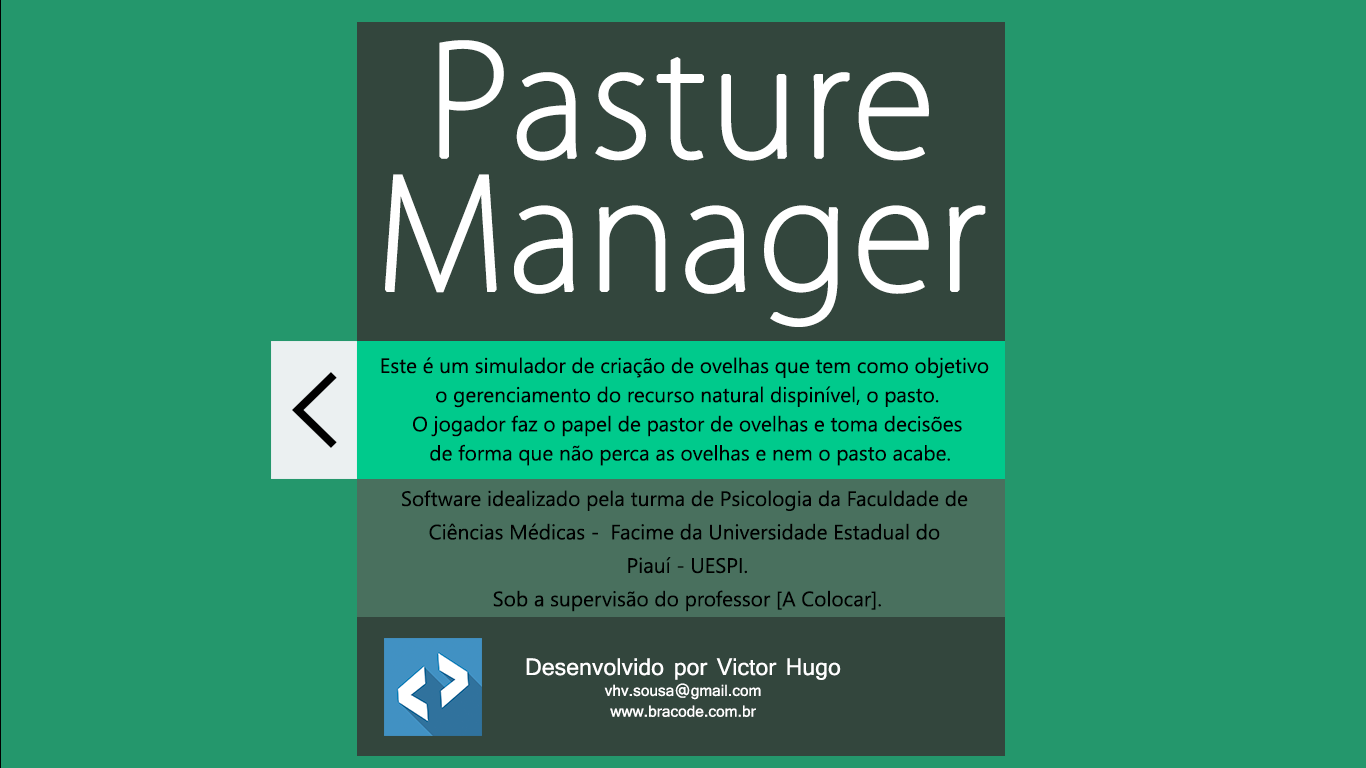 Pasture
Manager
Este é um simulador de criação de ovelhas que tem como objetivo
o gerenciamento do recurso natural dispinível, o pasto.
O jogador faz o papel de pastor de ovelhas e toma decisões
de forma que não perca as ovelhas e nem o pasto acabe.
Software idealizado pela turma de Psicologia da Faculdade de
Ciências Médicas - Facime da Universidade Estadual do
Piauí - UESPI.
Sob a supervisão do professor [A Colocar].
Desenvolvido por Victor Hugo
vhv.sousa@gmail.com
www.bracode.com.br